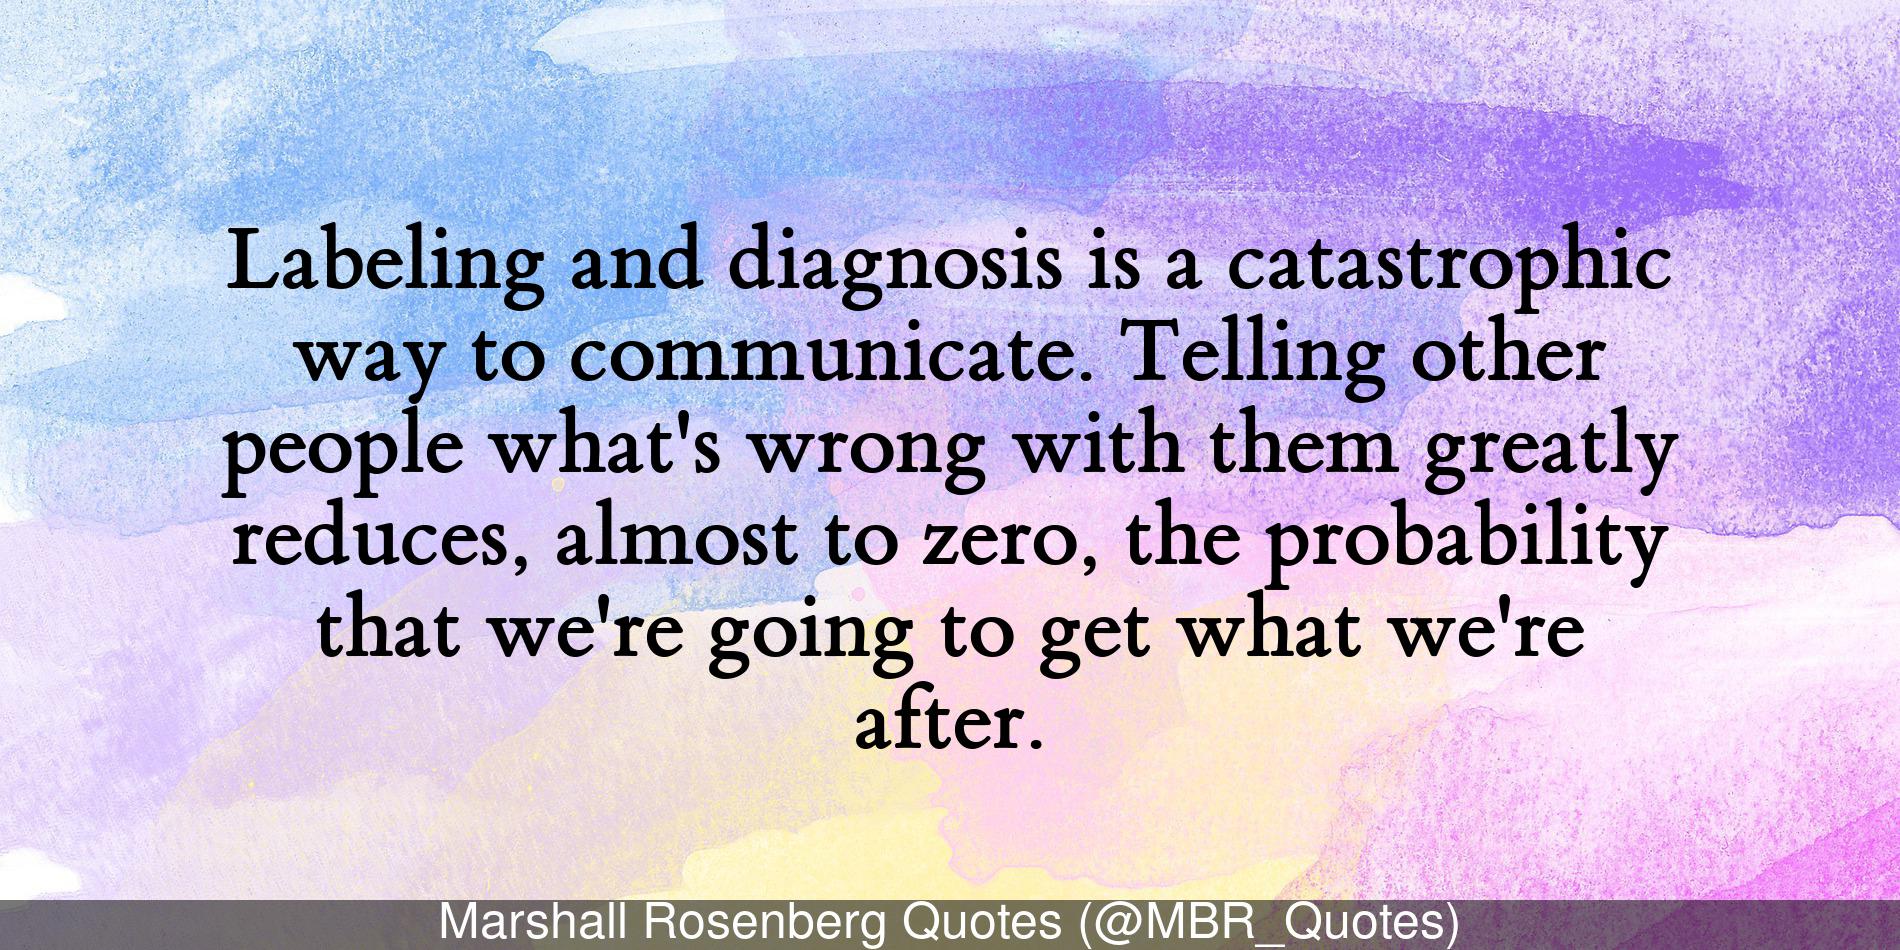 Labeling and diagnosis is a catastrophic
way to communicate. Telling other
people what's wrong with them greatly
reduces, almost to zero, the probability
that we're going to get what we're
after.
Marshall Rosenberg Quotes (@MBR_Quotes)